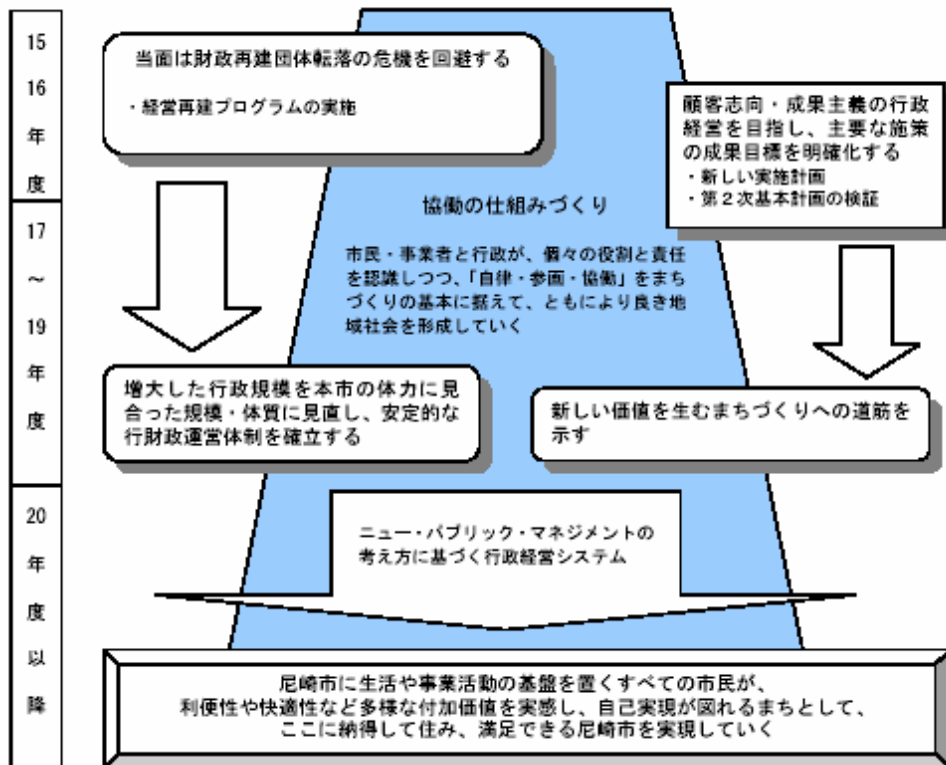 15
16
年
度
17
～
19
年
度
20
年
度
以
降
当面は財政再建団体転落の危機を回避する
・経営再建プログラムの実施
顧客志向・成果主義の行政
経営を目指し、主要な施策
の成果目標を明確化する
・新しい実施計画
・第２次基本計画の検証
協働の仕組みづくり
市民・事業者と行政が、個々の役割と責任
を認識しつつ、「自律・参画・協働」をまち
づくりの基本に据えて、ともにより良き地
域社会を形成していく
増大した行政規模を本市の体力に見
合った規模・体質に見直し、安定的な
行財政運営体制を確立する
新しい価値を生むまちづくりへの道筋を
示す
ニュー・パブリック・マネジメントの
考え方に基づく行政経営システム
尼崎市に生活や事業活動の基盤を置くすべての市民が、
利便性や快適性など多様な付加価値を実感し、自己実現が図れるまちとして、
ここに納得して住み、満足できる尼崎市を実現していく